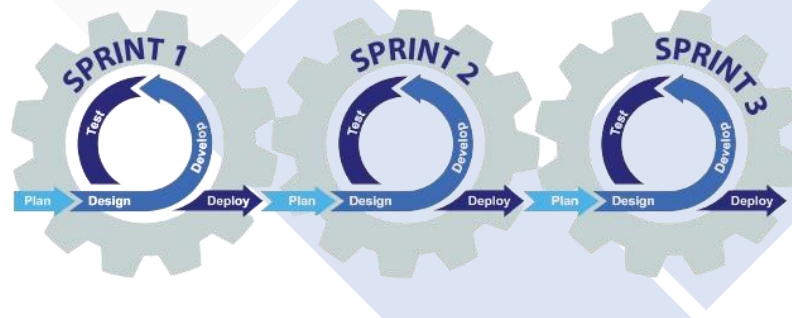 SPRINT 1
Test
Develop
Plan
Design
Deploy
SPRINT 2
Test
Develop
Plan
Design
Deploy
SPRINT 3
Test
Develop
Plan
Design
Deploy